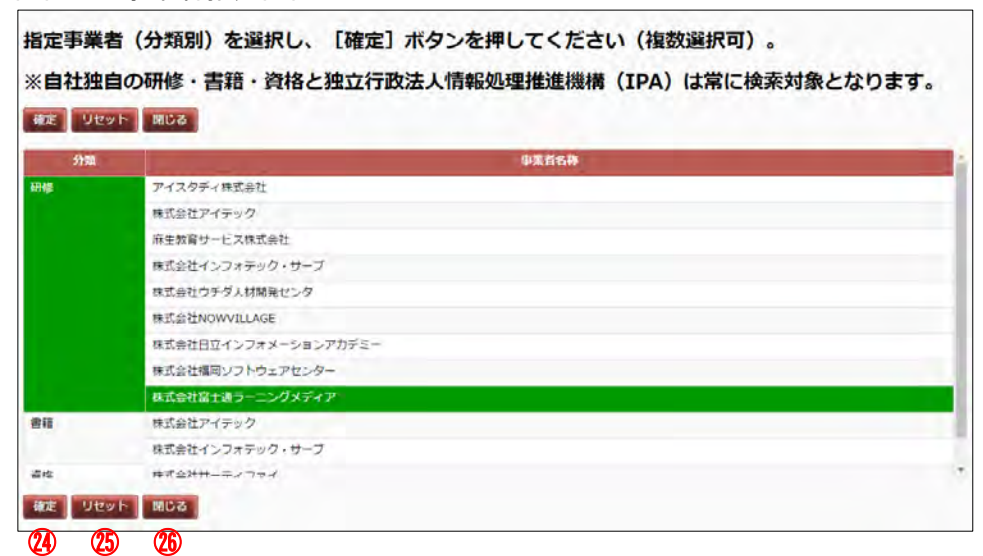 指定事業者（分類別）を選択し、［確定］ボタンを押してください（複数選択可）。
※自社独自の研修・書籍・資格と独立行政法人情報処理推進機構（IPA）は常に検索対象となります。
確定 リセット 閉じる
分類 事業者名称
研修 アイスタディ株式会社
株式会社アイテック
麻生教育サービス株式会社
株式会社インフォテック・サーブ
株式会社ウチダ人材開発センタ
株式会社NOWVILLAGE
株式会社日立インフォメーションアカデミー
株式会社福岡ソフトウェアセンター
株式会社富士通ラーニングメディア
書籍 株式会社アイテック
株式会社インフォテック・サーブ
資格 株式会社サーティファイ
確定 リセット 閉じる
㉔ ㉕ ㉖